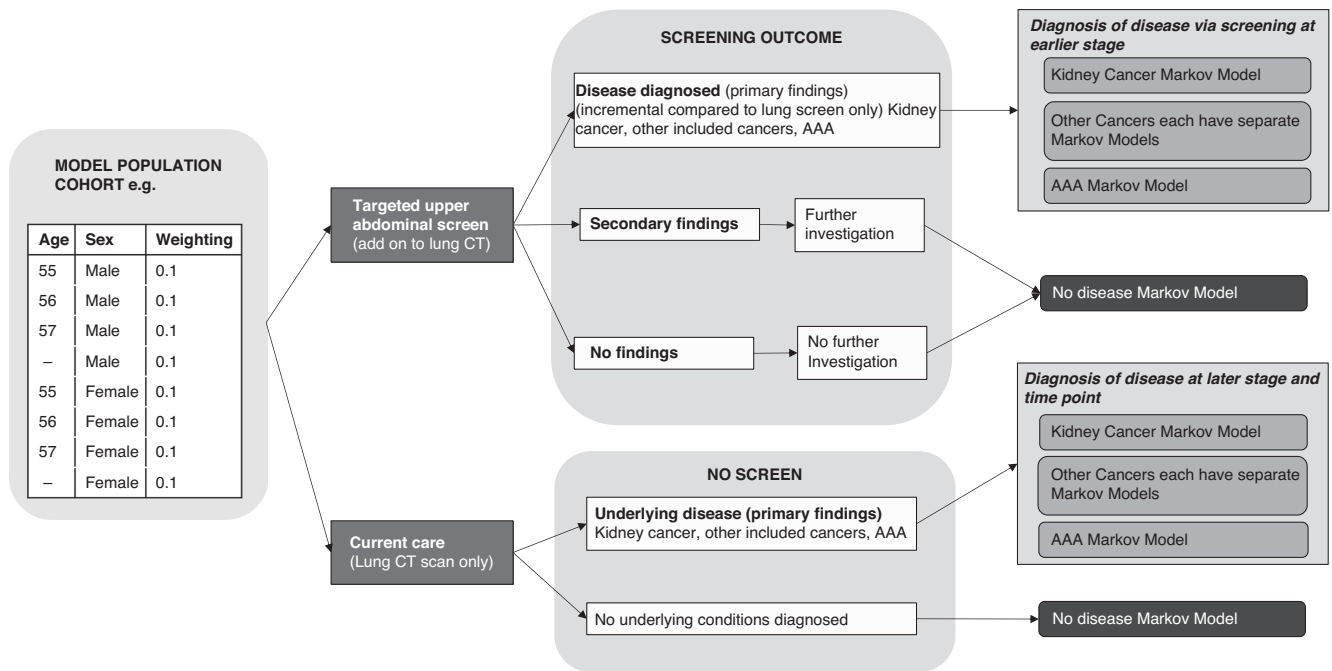 MODEL POPULATION
COHORT e.g.
Age Sex Weighting
55 Male 0.1
56 Male 0.1
57 Male 0.1
– Male 0.1
55 Female 0.1
56 Female 0.1
57 Female 0.1
– Female 0.1
Targeted upper
abdominal screen
(add on to lung CT)
SCREENING OUTCOME
Disease diagnosed (primary findings)
(incremental compared to lung screen only) Kidney
cancer, other included cancers, AAA
Secondary findings
Further
investigation
No findings
No further
Investigation
Diagnosis of disease via screening at
earlier stage
Kidney Cancer Markov Model
Other Cancers each have separate
Markov Models
AAA Markov Model
No disease Markov Model
Current care
(Lung CT scan only)
NO SCREEN
Underlying disease (primary findings)
Kidney cancer, other included cancers, AAA
No underlying conditions diagnosed
Diagnosis of disease at later stage and
time point
Kidney Cancer Markov Model
Other Cancers each have separate
Markov Models
AAA Markov Model
No disease Markov Model